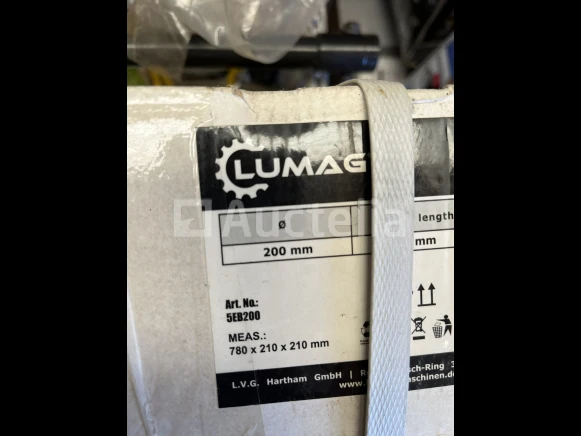 LUMAG
ø length
200 mm mm
Art. No.:
5EB200
MEAS.:
780 x 210 x 210 mm
L.V.G. Hartham GmbH |
Auctelia